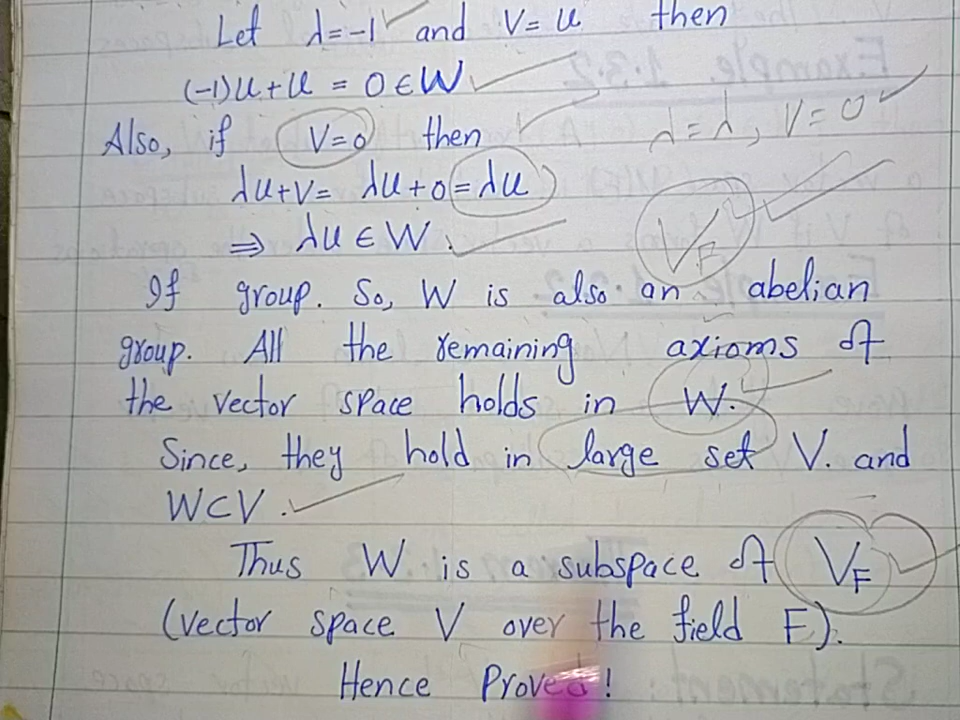 Let λ=-1 and V=u then
(-1)u+u = 0∈W
Also, if V=0 then λ=λ, V=0
λu+v= λu+0=λu
⇒ λu∈W. V_F
If group. So, W is also an abelian
group. All the remaining axioms of
the vector space holds in W.
Since, they hold in large set V. and
W⊂V.
Thus W is a subspace of V_F
(vector space V over the field F).
Hence Proved!